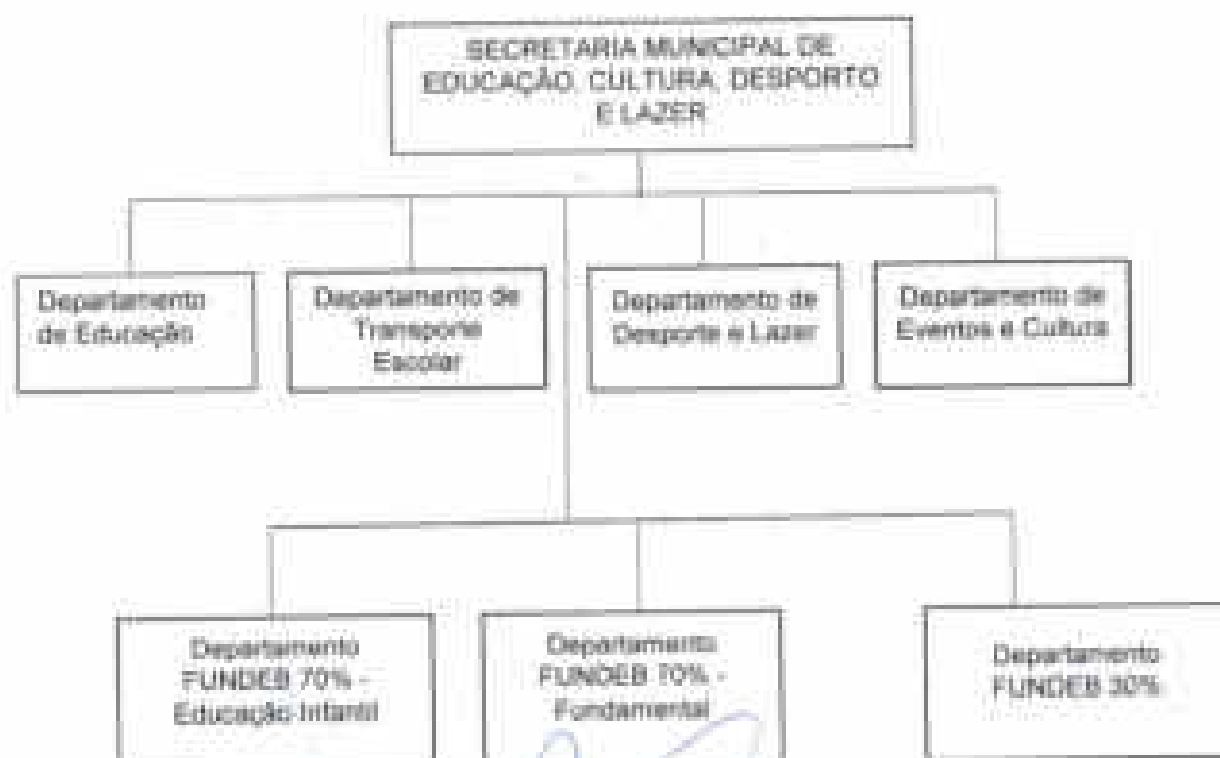 SECRETARIA MUNICIPAL DE
EDUCAÇÃO, CULTURA, DESPORTO
E LAZER
Departamento
de Educação
Departamento de
Transporte
Escolar
Departamento de
Desporte e Lazer
Departamento de
Eventos e Cultura
Departamento
FUNDEB 70% -
Educação Infantil
Departamento
FUNDEB 70% -
Fundamental
Departamento
FUNDEB 30%